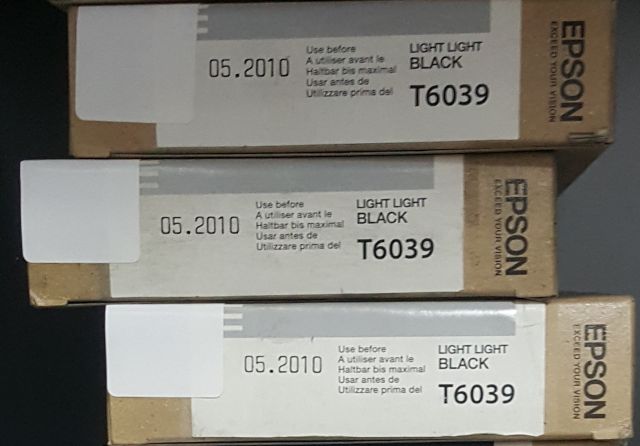 05.2010
Use before
A utiliser avant le
Haltbar bis maximal
Usar antes de
Utilizzare prima del
LIGHT LIGHT
BLACK
T6039
EPSON
EXCEED YOUR VISION
05.2010
Use before
A utiliser avant le
Haltbar bis maximal
Usar antes de
Utilizzare prima del
LIGHT LIGHT
BLACK
T6039
EPSON
EXCEED YOUR VISION
05.2010
Use before
A utiliser avant le
Haltbar bis maximal
Usar antes de
Utilizzare prima del
LIGHT LIGHT
BLACK
T6039
EPSON
EXCEED YOUR VISION